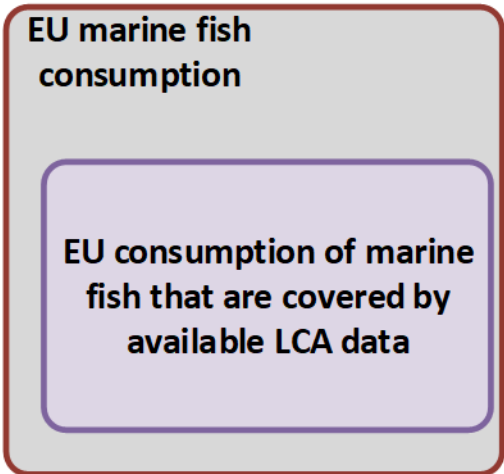 EU marine fish
consumption
EU consumption of marine
fish that are covered by
available LCA data